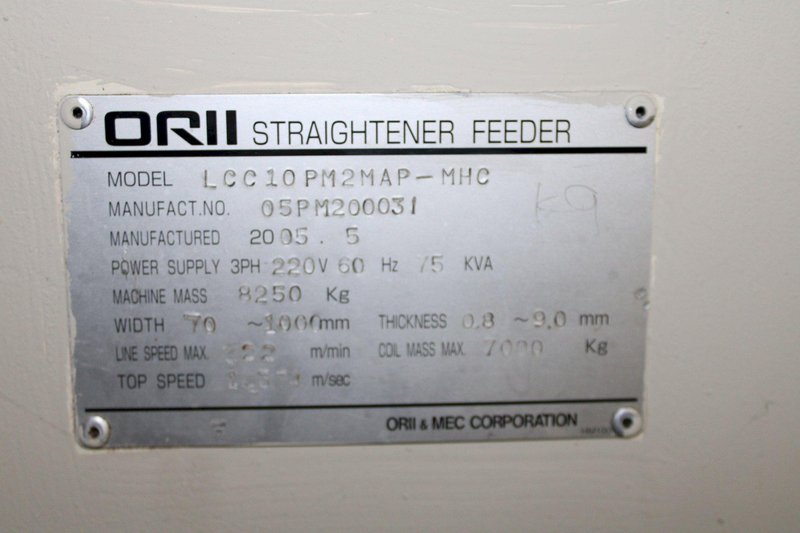 ORII STRAIGHTENER FEEDER
MODEL LCC10PM2MAP-MHC
MANUFACT.NO. 05PM200031
kg
MANUFACTURED 2005.5
POWER SUPPLY 3PH 220V 60 Hz 75 KVA
MACHINE MASS 8250 Kg
WIDTH 70 ~1000mm THICKNESS 0.8 ~9.0 mm
LINE SPEED MAX. m/min COIL MASS MAX. 7000 Kg
TOP SPEED m/sec
ORII & MEC CORPORATION